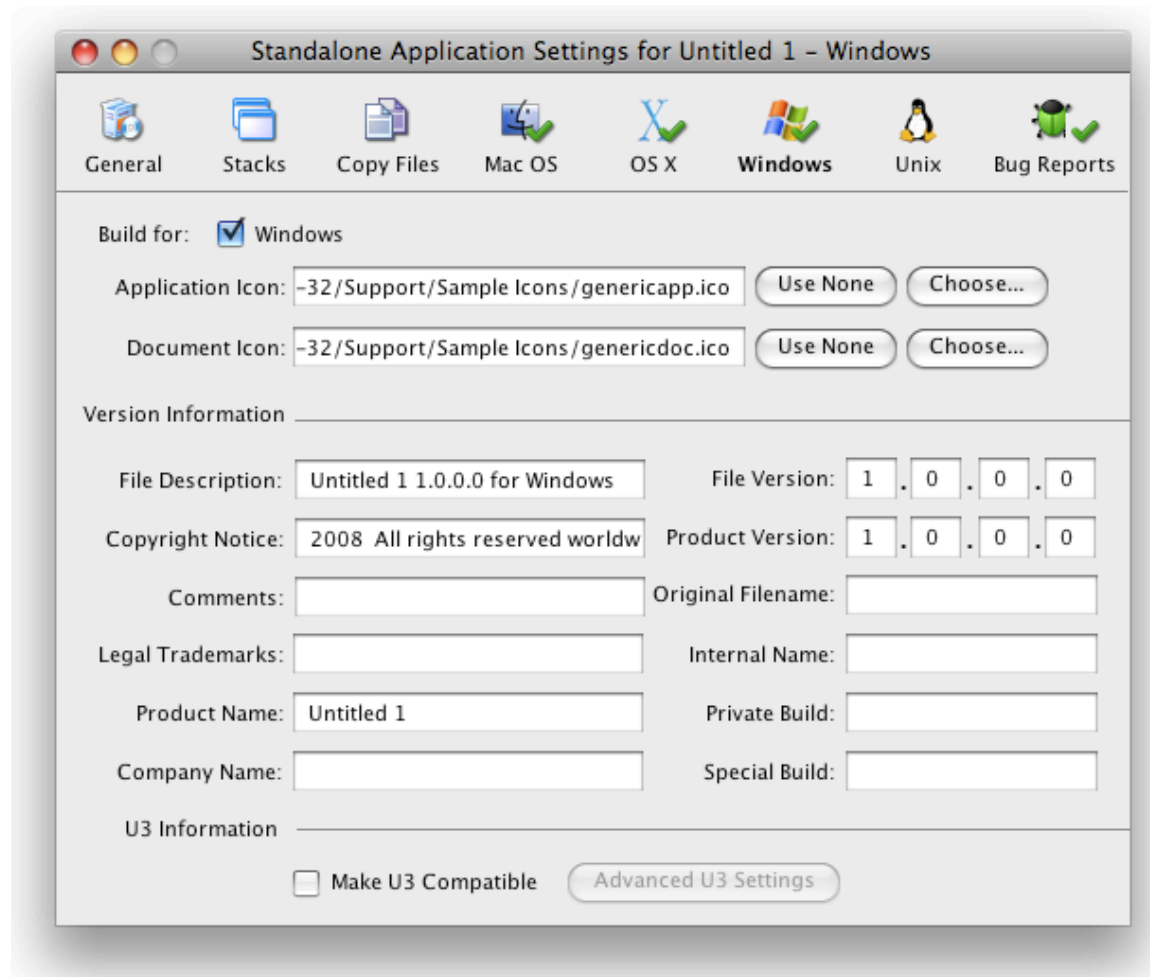 Standalone Application Settings for Untitled 1 – Windows
General Stacks Copy Files Mac OS OS X Windows Unix Bug Reports
Build for: Windows
Application Icon: -32/Support/Sample Icons/genericapp.ico Use None Choose...
Document Icon: -32/Support/Sample Icons/genericdoc.ico Use None Choose...
Version Information
File Description: Untitled 1 1.0.0.0 for Windows File Version: 1 . 0 . 0 . 0
Copyright Notice: 2008 All rights reserved worldw Product Version: 1 . 0 . 0 . 0
Comments: Original Filename:
Legal Trademarks: Internal Name:
Product Name: Untitled 1 Private Build:
Company Name: Special Build:
U3 Information
Make U3 Compatible Advanced U3 Settings